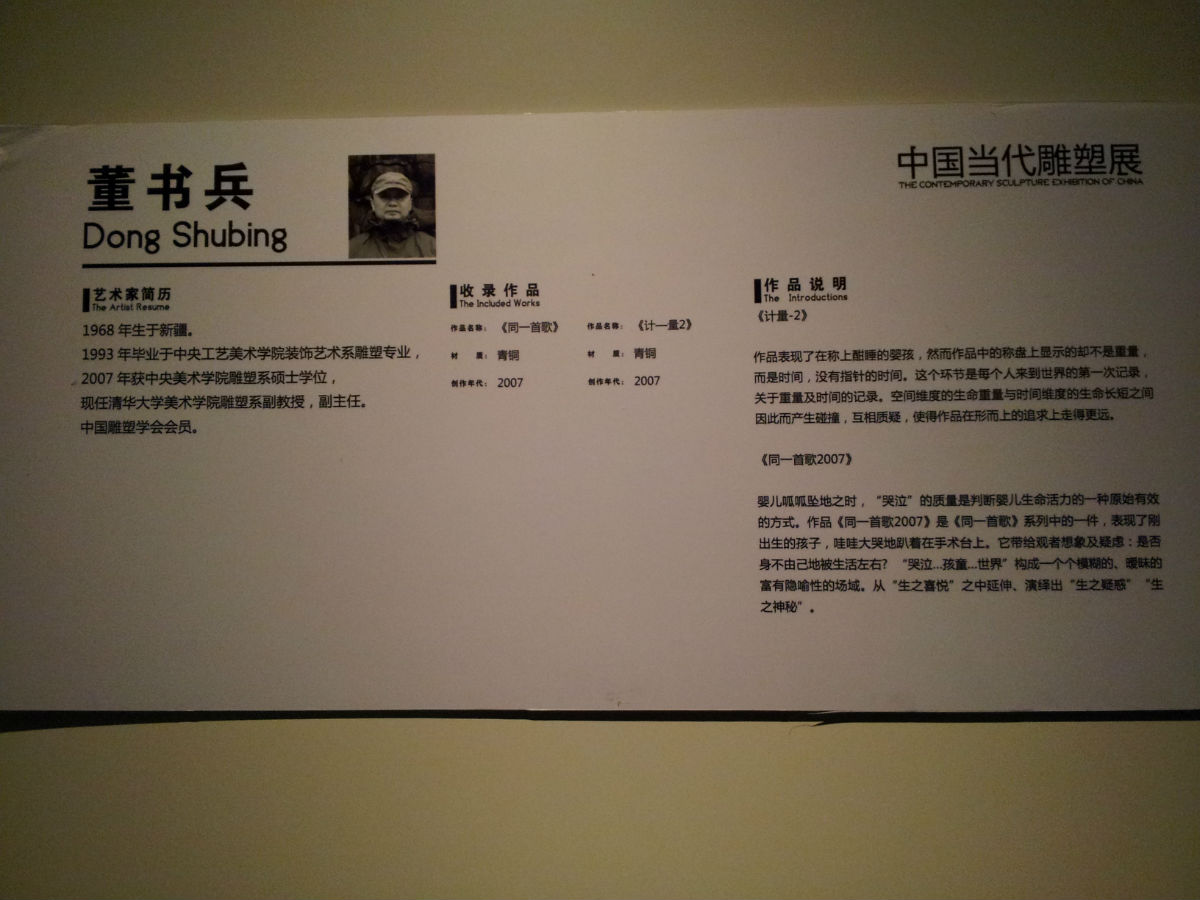 董书兵
Dong Shubing
中国当代雕塑展
THE CONTEMPORARY SCULPTURE EXHIBITION OF CHINA
艺术家简历
The Artist Resume
1968 年生于新疆。
1993 年毕业于中央工艺美术学院装饰艺术系雕塑专业，
2007 年获中央美术学院雕塑系硕士学位，
现任清华大学美术学院雕塑系副教授，副主任。
中国雕塑学会会员。
收录作品
The Included Works
作品名称： 《同一首歌》
材 质： 青铜
创作年代： 2007
作品名称： 《计—量2》
材 质： 青铜
创作年代： 2007
作品说明
The Introductions
《计量-2》
作品表现了在称上酣睡的婴孩，然而作品中的称盘上显示的却不是重量，
而是时间，没有指针的时间。这个环节是每个人来到世界的第一次记录，
关于重量及时间的记录。空间维度的生命重量与时间维度的生命长短之间
因此而产生碰撞，互相质疑，使得作品在形而上的追求上走得更远。
《同一首歌2007》
婴儿呱呱坠地之时，“哭泣”的质量是判断婴儿生命活力的一种原始有效
的方式。作品《同一首歌2007》是《同一首歌》系列中的一件，表现了刚
出生的孩子，哇哇大哭地趴着在手术台上。它带给观者想象及疑虑：是否
身不由己地被生活左右? “哭泣...孩童...世界”构成一个个模糊的、暧昧的
富有隐喻性的场域。从“生之喜悦”之中延伸、演绎出“生之疑惑”“生
之神秘”。